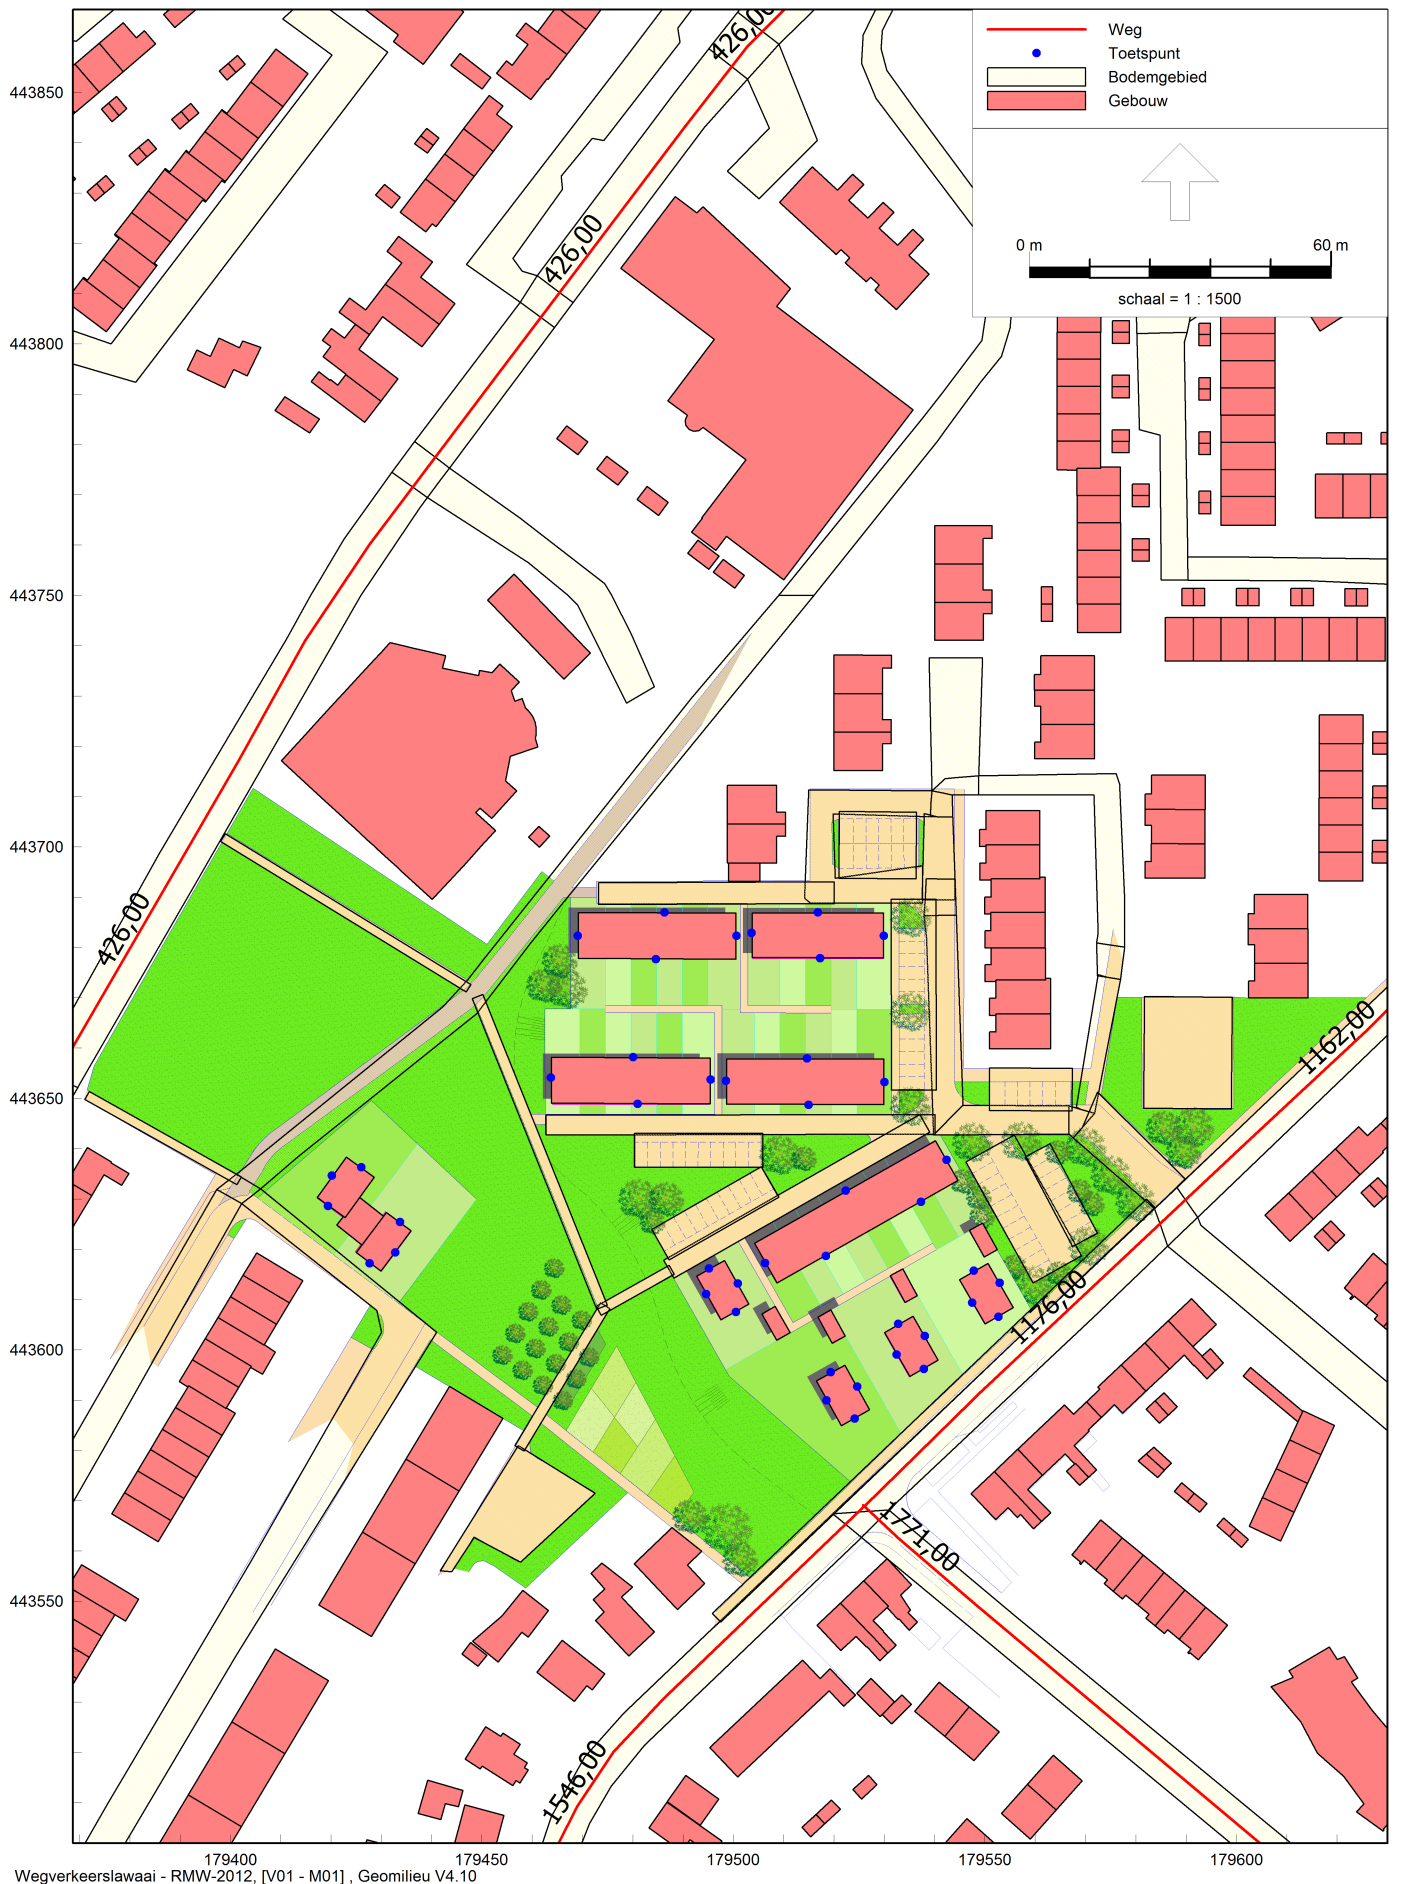 Weg
Toetspunt
Bodemgebied
Gebouw
0 m 60 m
schaal = 1 : 1500
426,00
426,00
426,00
1162,00
1176,00
1771,00
1546,00
443850
443800
443750
443700
443650
443600
443550
179400 179450 179500 179550 179600
Wegverkeerslawaai - RMW-2012, [V01 - M01] , Geomilieu V4.10